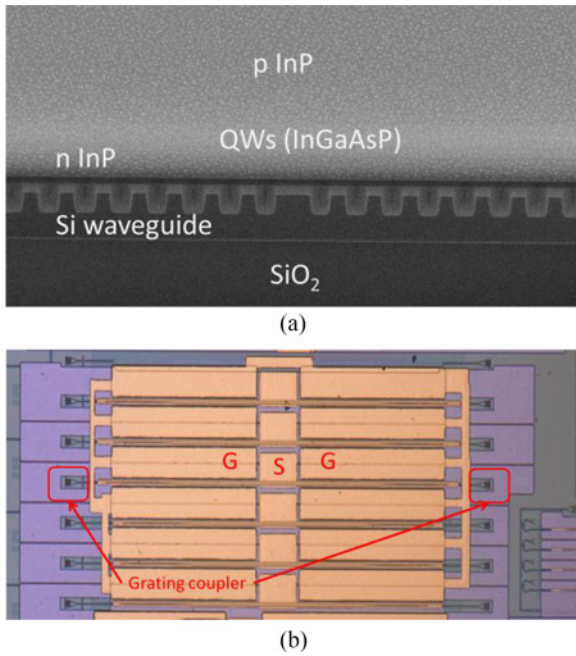 p InP
QWs (InGaAsP)
n InP
Si waveguide
SiO₂
(a)
G S G
Grating coupler
(b)